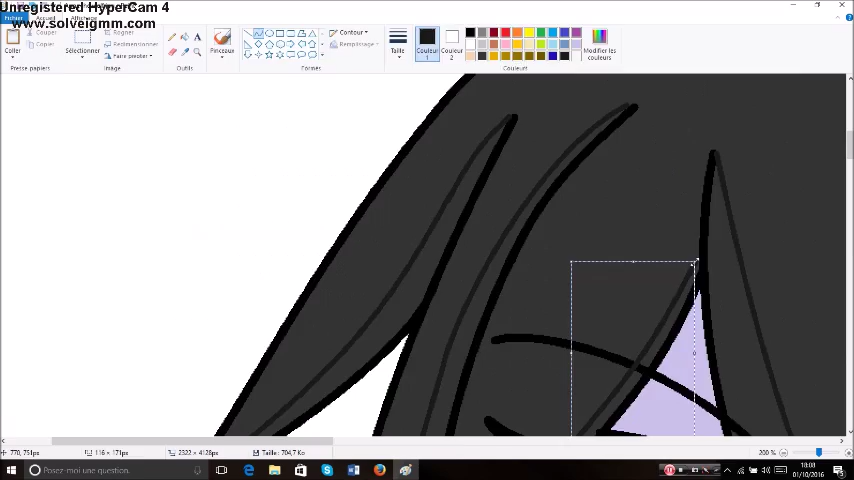 Unregistered HyperCam 4
www.solveigmm.com
Fichier
Accueil
Affichage
Coller
Couper
Copier
Presse-papiers
Sélectionner
Rogner
Redimensionner
Faire pivoter
Image
Outils
Pinceaux
Contour
Remplissage
Formes
Taille
Couleur
1
Couleur
2
Modifier les
couleurs
Couleurs
770, 751px
116 × 171px
2322 × 4128px
Taille : 704,7 Ko
200 %
Posez-moi une question.
18:08
01/10/2016